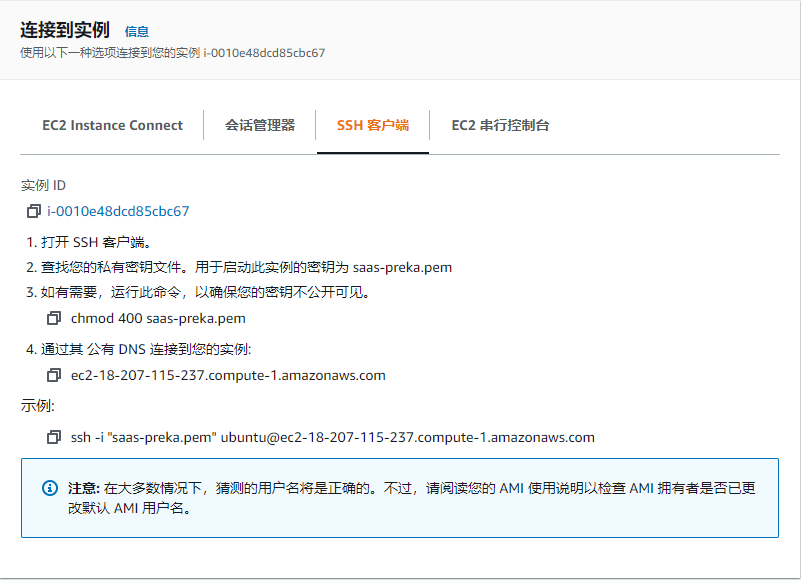 连接到实例 信息
使用以下一种选项连接到您的实例 i-0010e48dcd85cbc67
EC2 Instance Connect 会话管理器 SSH 客户端 EC2 串行控制台
实例 ID
i-0010e48dcd85cbc67
1. 打开 SSH 客户端。
2. 查找您的私有密钥文件。用于启动此实例的密钥为 saas-preka.pem
3. 如有需要，运行此命令，以确保您的密钥不公开可见。
chmod 400 saas-preka.pem
4. 通过其 公有 DNS 连接到您的实例:
ec2-18-207-115-237.compute-1.amazonaws.com
示例:
ssh -i "saas-preka.pem" ubuntu@ec2-18-207-115-237.compute-1.amazonaws.com
注意: 在大多数情况下，猜测的用户名将是正确的。不过，请阅读您的 AMI 使用说明以检查 AMI 拥有者是否已更
改默认 AMI 用户名。